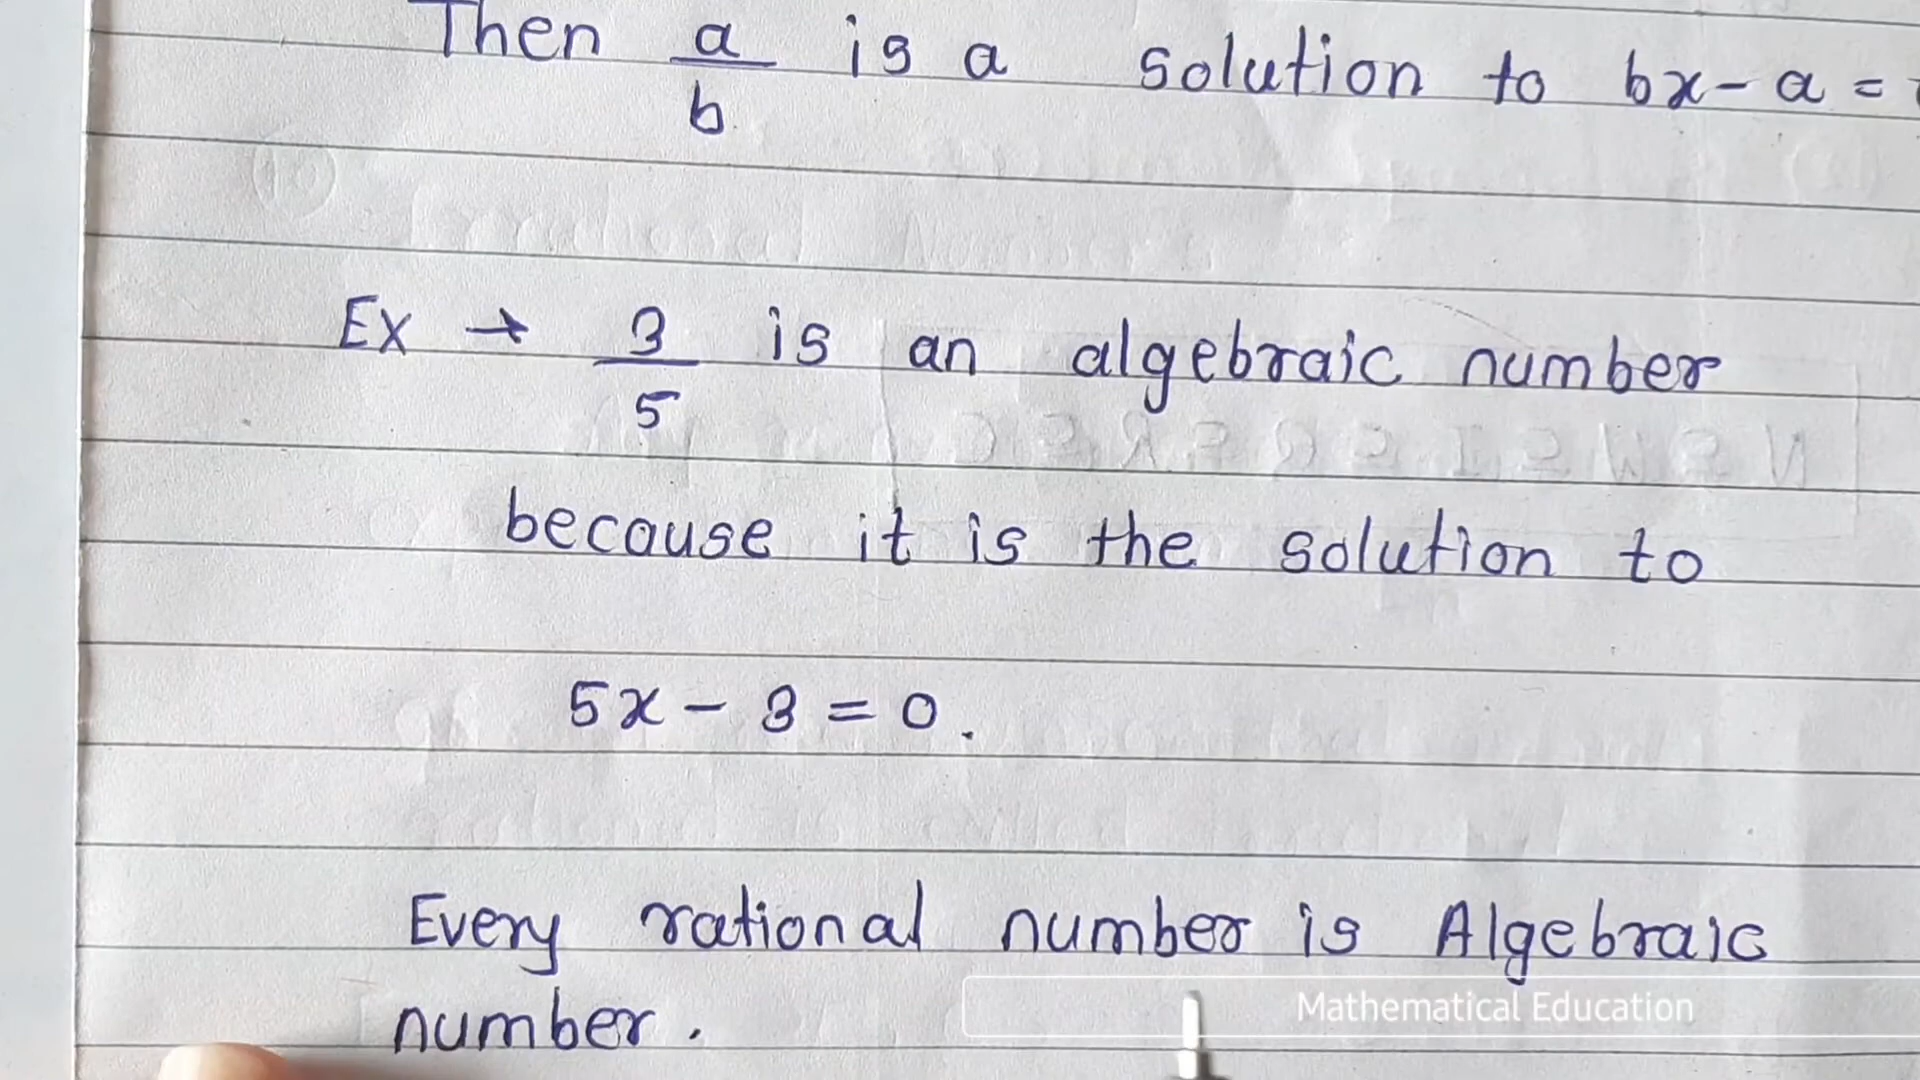 Then a/b is a solution to bx - a =
Ex → 3/5 is an algebraic number
because it is the solution to
5x - 3 = 0.
Every rational number is Algebraic
number.
Mathematical Education